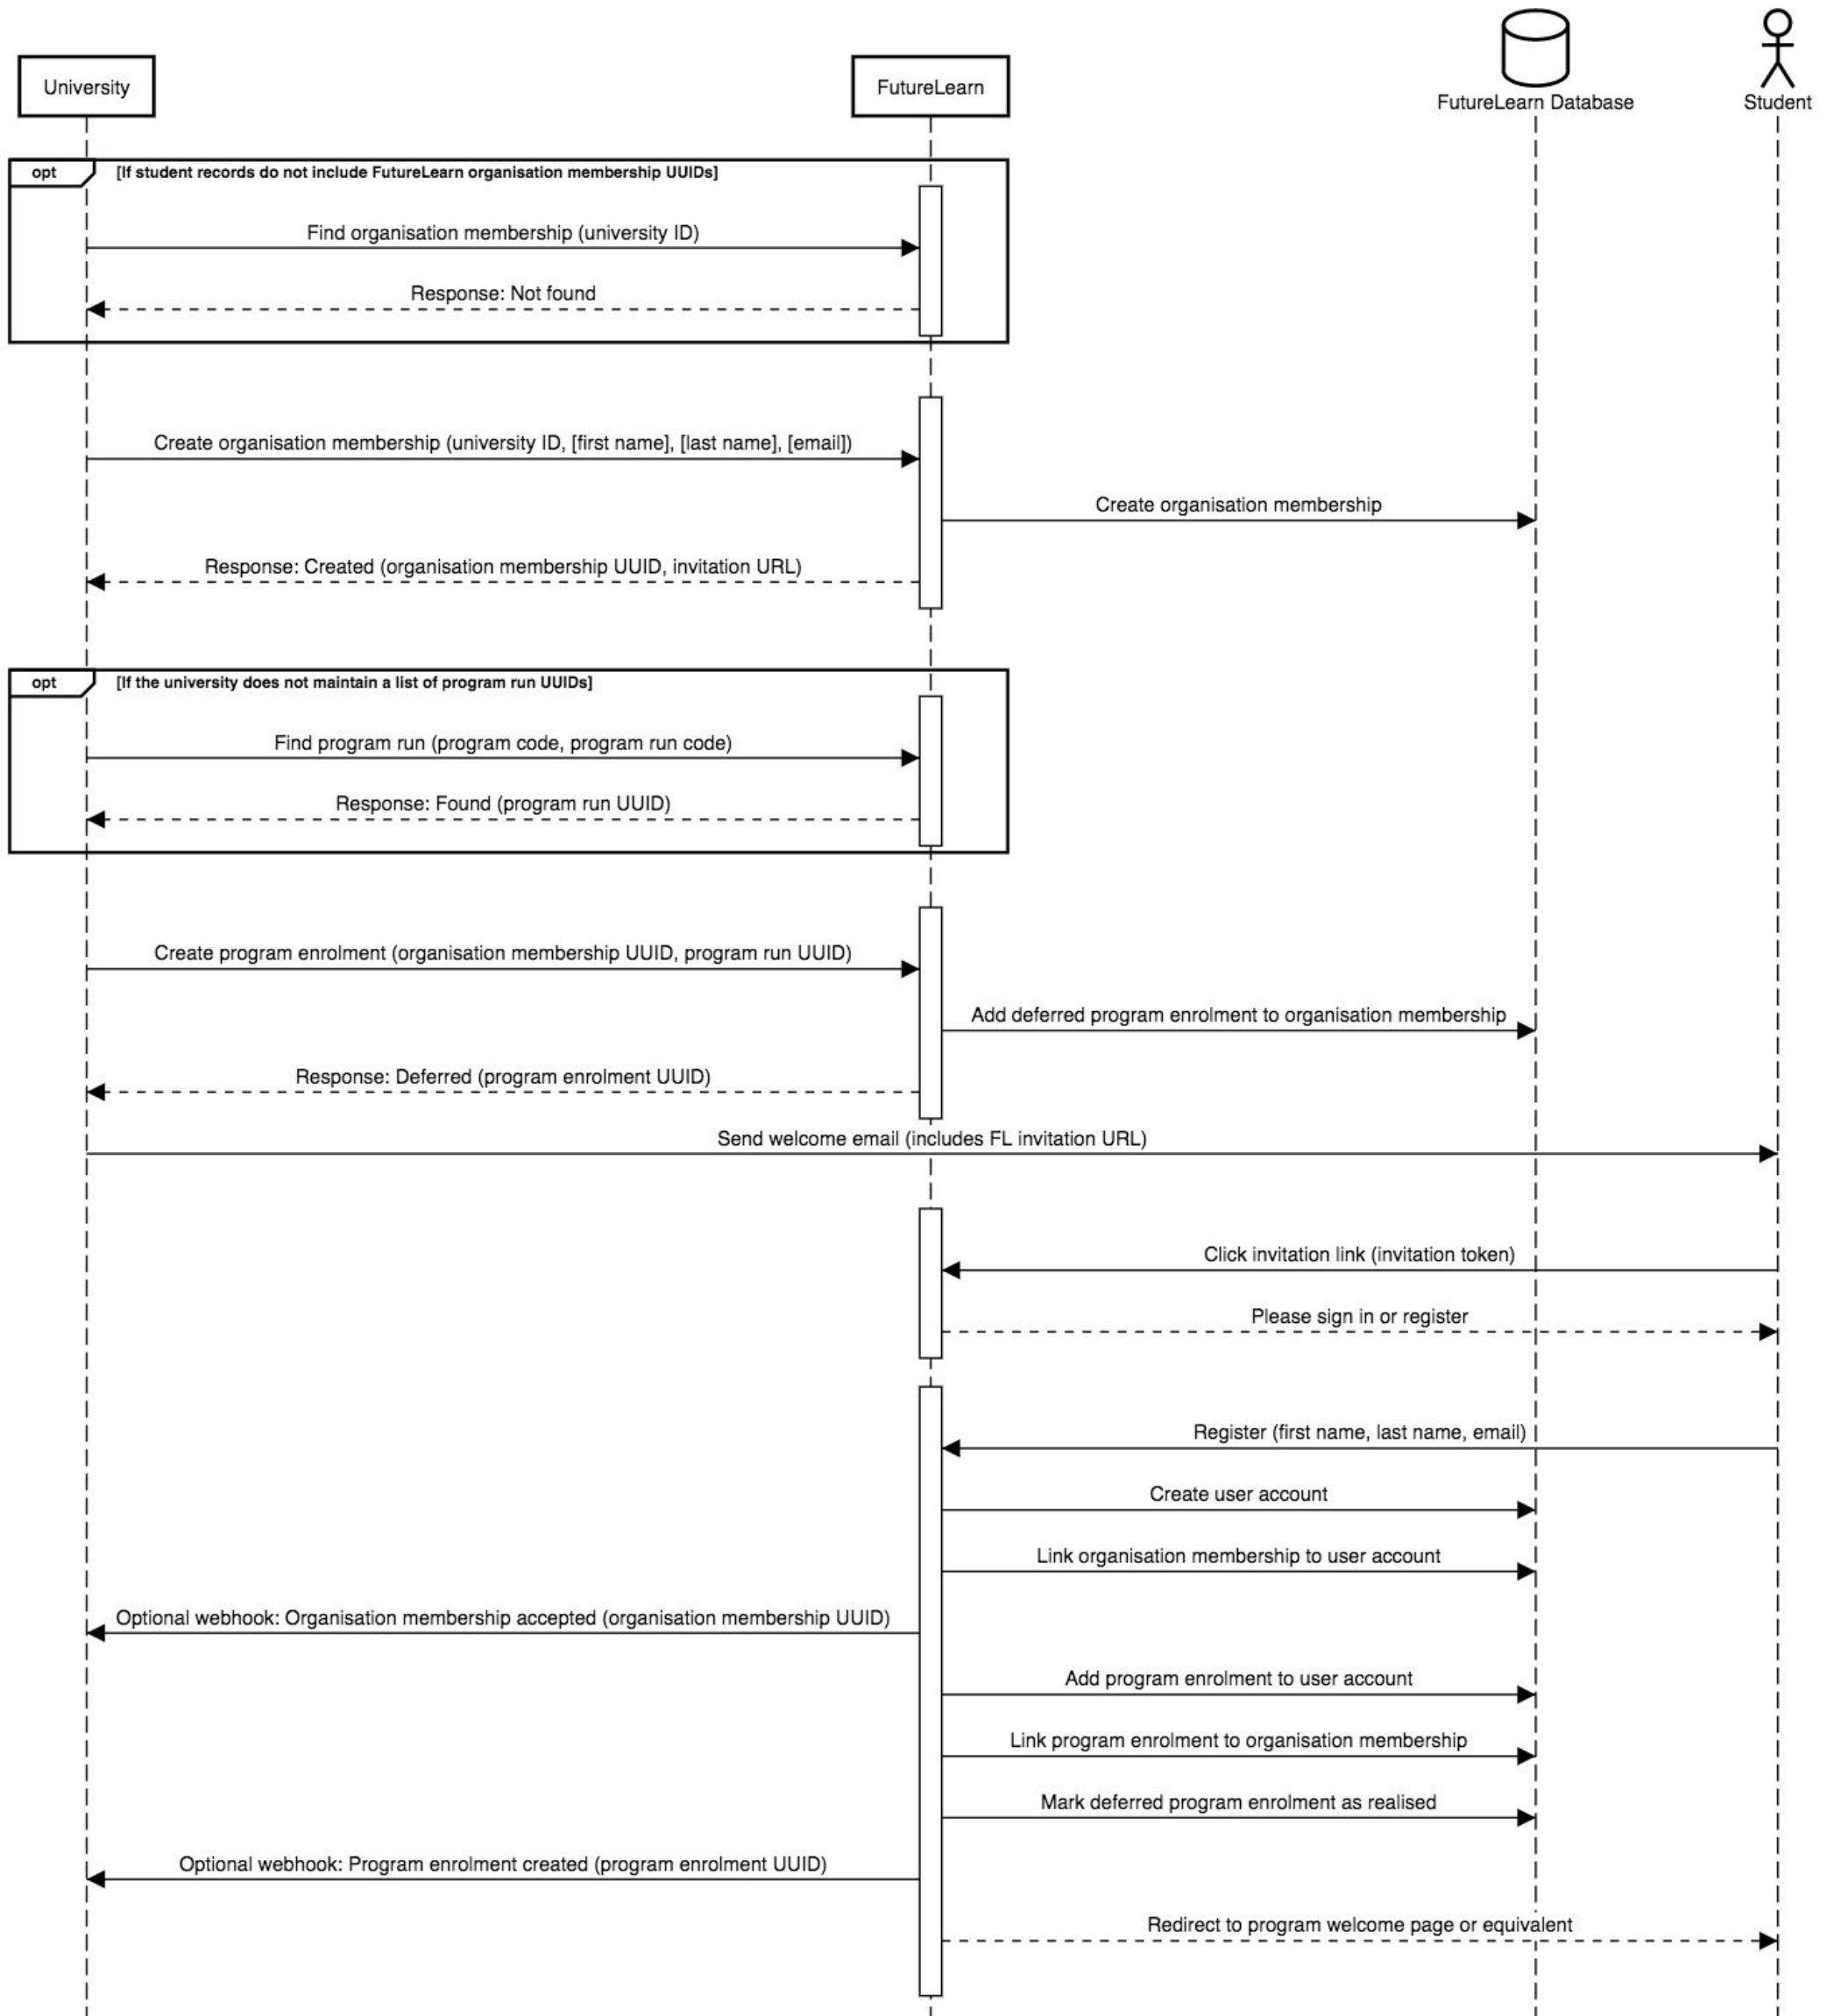 University
FutureLearn
FutureLearn Database
Student
opt
[If student records do not include FutureLearn organisation membership UUIDs]
Find organisation membership (university ID)
Response: Not found
Create organisation membership (university ID, [first name], [last name], [email])
Create organisation membership
Response: Created (organisation membership UUID, invitation URL)
opt
[If the university does not maintain a list of program run UUIDs]
Find program run (program code, program run code)
Response: Found (program run UUID)
Create program enrolment (organisation membership UUID, program run UUID)
Add deferred program enrolment to organisation membership
Response: Deferred (program enrolment UUID)
Send welcome email (includes FL invitation URL)
Click invitation link (invitation token)
Please sign in or register
Register (first name, last name, email)
Create user account
Link organisation membership to user account
Optional webhook: Organisation membership accepted (organisation membership UUID)
Add program enrolment to user account
Link program enrolment to organisation membership
Mark deferred program enrolment as realised
Optional webhook: Program enrolment created (program enrolment UUID)
Redirect to program welcome page or equivalent